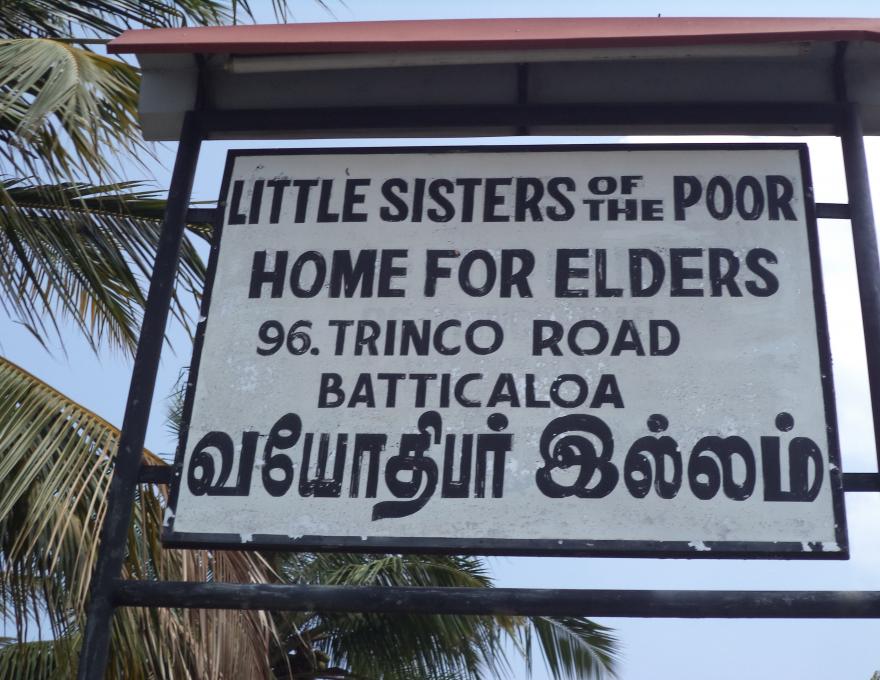 LITTLE SISTERS OF THE POOR
HOME FOR ELDERS
96. TRINCO ROAD
BATTICALOA
வயோதிபர் இல்லம்